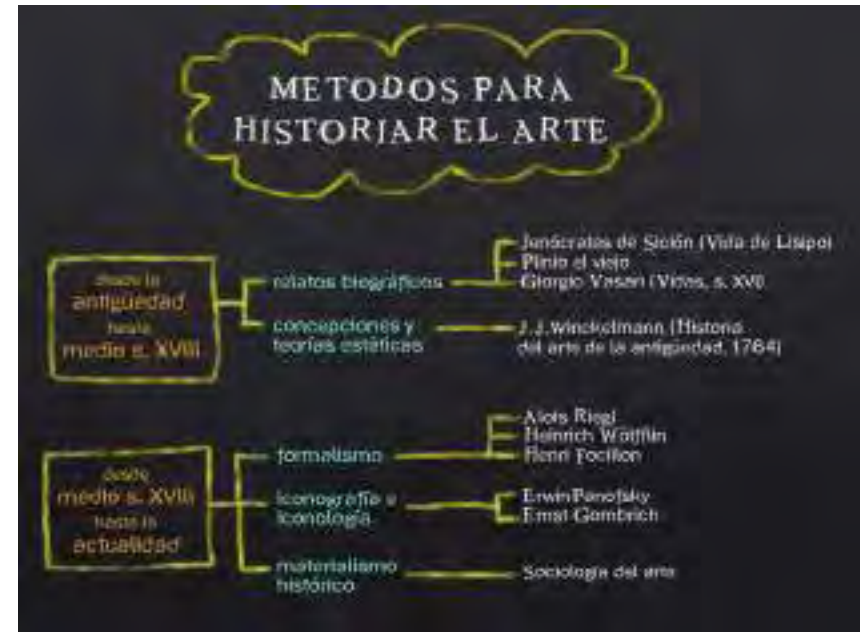 METODOS PARA
HISTORIAR EL ARTE
desde la
antigüedad
hasta
medio s. XVIII
relatos biográficos
Jenócrates de Sición (Vida de Lisipo)
Plinio el viejo
Giorgio Vasari (Vidas, s. XVI)
concepciones y
teorías estéticas
J.J.Winckelmann (Historia
del arte de la antigüedad, 1764)
desde
medio s. XVIII
hasta la
actualidad
formalismo
Aloïs Riegl
Heinrich Wölfflin
Henri Focillon
iconografía e
iconología
Erwin Panofsky
Ernst Gombrich
materialismo
histórico
Sociología del arte